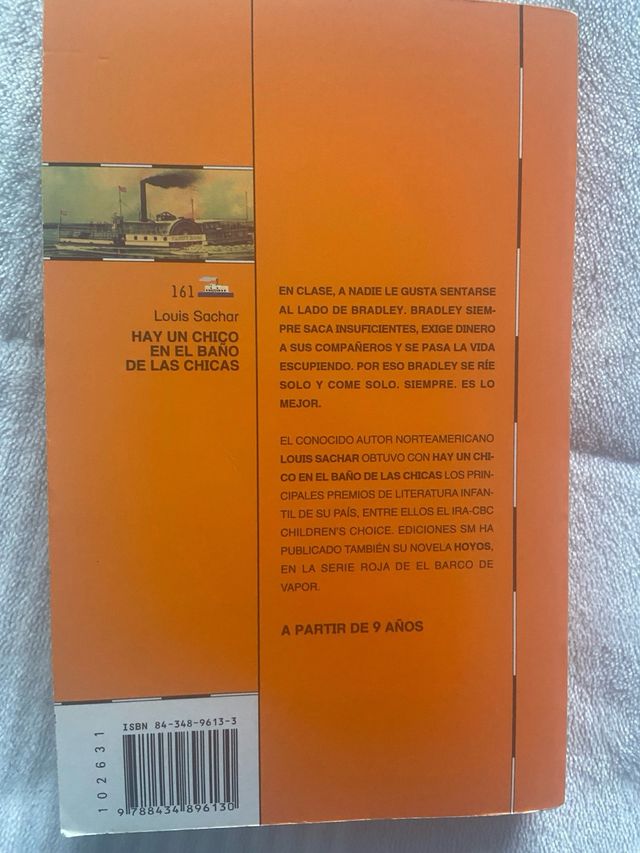 161
Louis Sachar
HAY UN CHICO
EN EL BAÑO
DE LAS CHICAS
EN CLASE, A NADIE LE GUSTA SENTARSE
AL LADO DE BRADLEY. BRADLEY SIEM-
PRE SACA INSUFICIENTES, EXIGE DINERO
A SUS COMPAÑEROS Y SE PASA LA VIDA
ESCUPIENDO. POR ESO BRADLEY SE RÍE
SOLO Y COME SOLO. SIEMPRE. ES LO
MEJOR.
EL CONOCIDO AUTOR NORTEAMERICANO
LOUIS SACHAR OBTUVO CON HAY UN CHI-
CO EN EL BAÑO DE LAS CHICAS LOS PRIN-
CIPALES PREMIOS DE LITERATURA INFAN-
TIL DE SU PAÍS, ENTRE ELLOS EL IRA-CBC
CHILDREN'S CHOICE. EDICIONES SM HA
PUBLICADO TAMBIÉN SU NOVELA HOYOS,
EN LA SERIE ROJA DE EL BARCO DE
VAPOR.
A PARTIR DE 9 AÑOS
ISBN 84-348-9613-3
102631
9 788434 896130